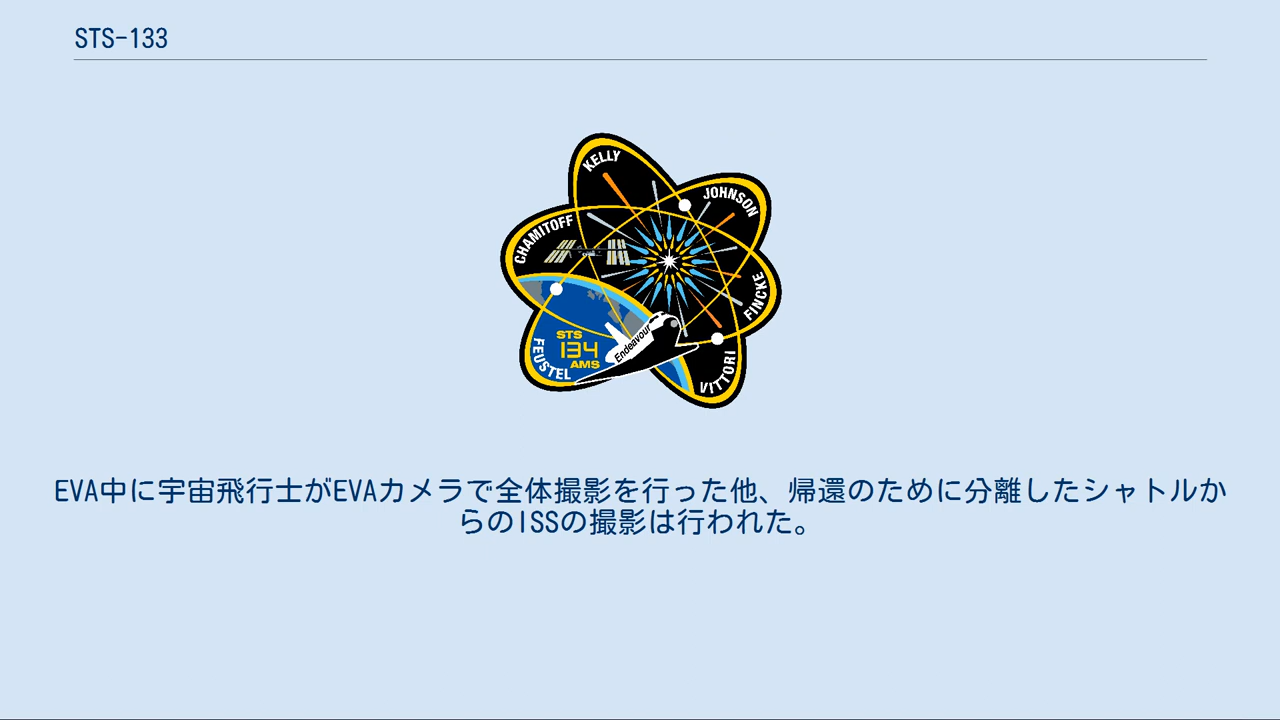 STS-133
KELLY
JOHNSON
CHAMITOFF
FINCKE
STS
134
AMS
Endeavour
FEUSTEL
VITTORI
EVA中に宇宙飛行士がEVAカメラで全体撮影を行った他、帰還のために分離したシャトルか
らのISSの撮影は行われた。